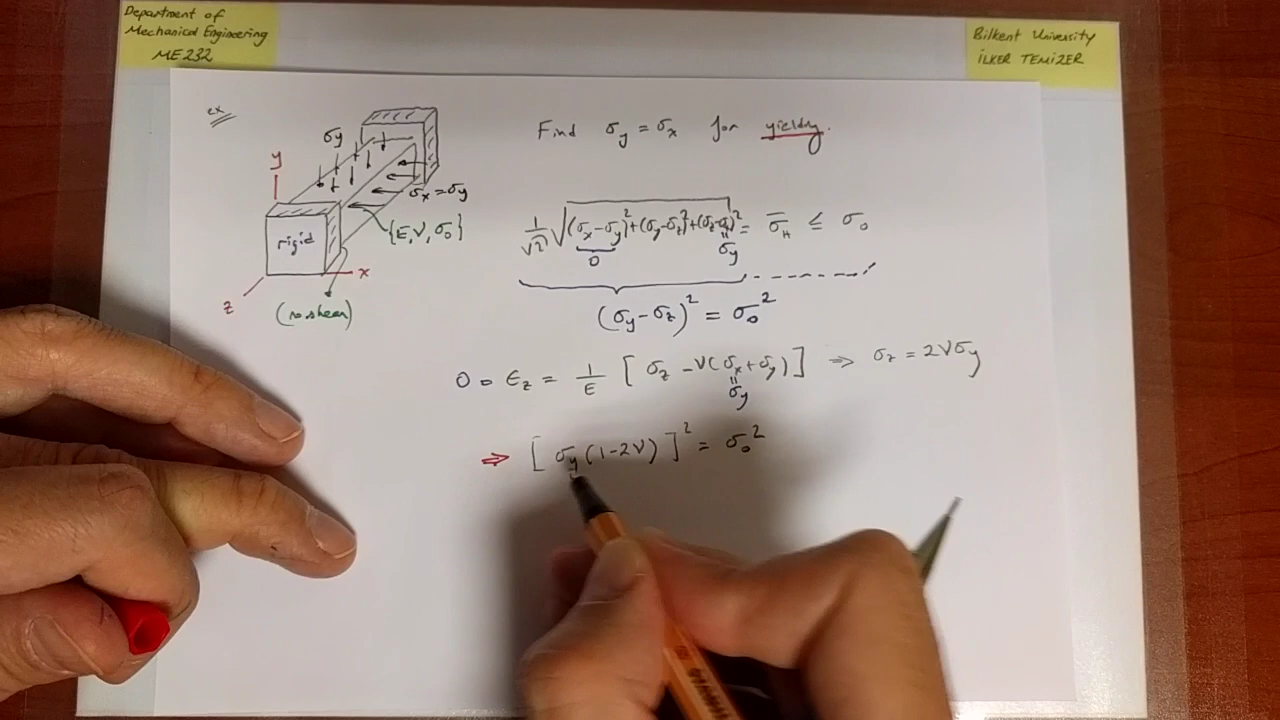 Department of
Mechanical Engineering
ME232
Bilkent University
İLKER TEMİZER
ex
Find σy = σx for yielding.
σy
y
σx = σy
{E, ν, σ₀}
rigid
x
z
(no shear)
1/√2 √((σx-σy)²+(σy-σz)²+(σz-σx)²) = σ̄H ≤ σ₀
0
σy
(σy-σz)² = σ₀²
0 = ϵz = 1/E [σz - ν(σx+σy)] ⇒ σz = 2νσy
σy
⇒ [σy(1-2ν)]² = σ₀²